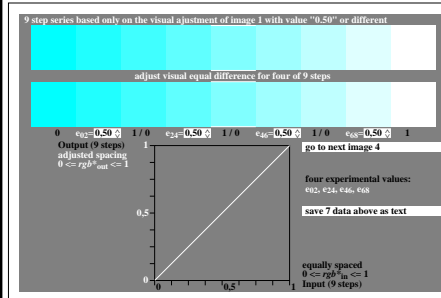 9 step series based only on the visual ajustment of image 1 with value "0.50" or different
adjust visual equal difference for four of 9 steps
0 e02=0,50 1 / 0 e24=0,50 1 / 0 e46=0,50 1 / 0 e68=0,50 1
Output (9 steps)
adjusted spacing
0 <= rgb*out <= 1
1
0,5
0
0 0,5 1
go to next image 4
four experimental values:
e02, e24, e46, e68
save 7 data above as text
equally spaced
0 <= rgb*in <= 1
Input (9 steps)